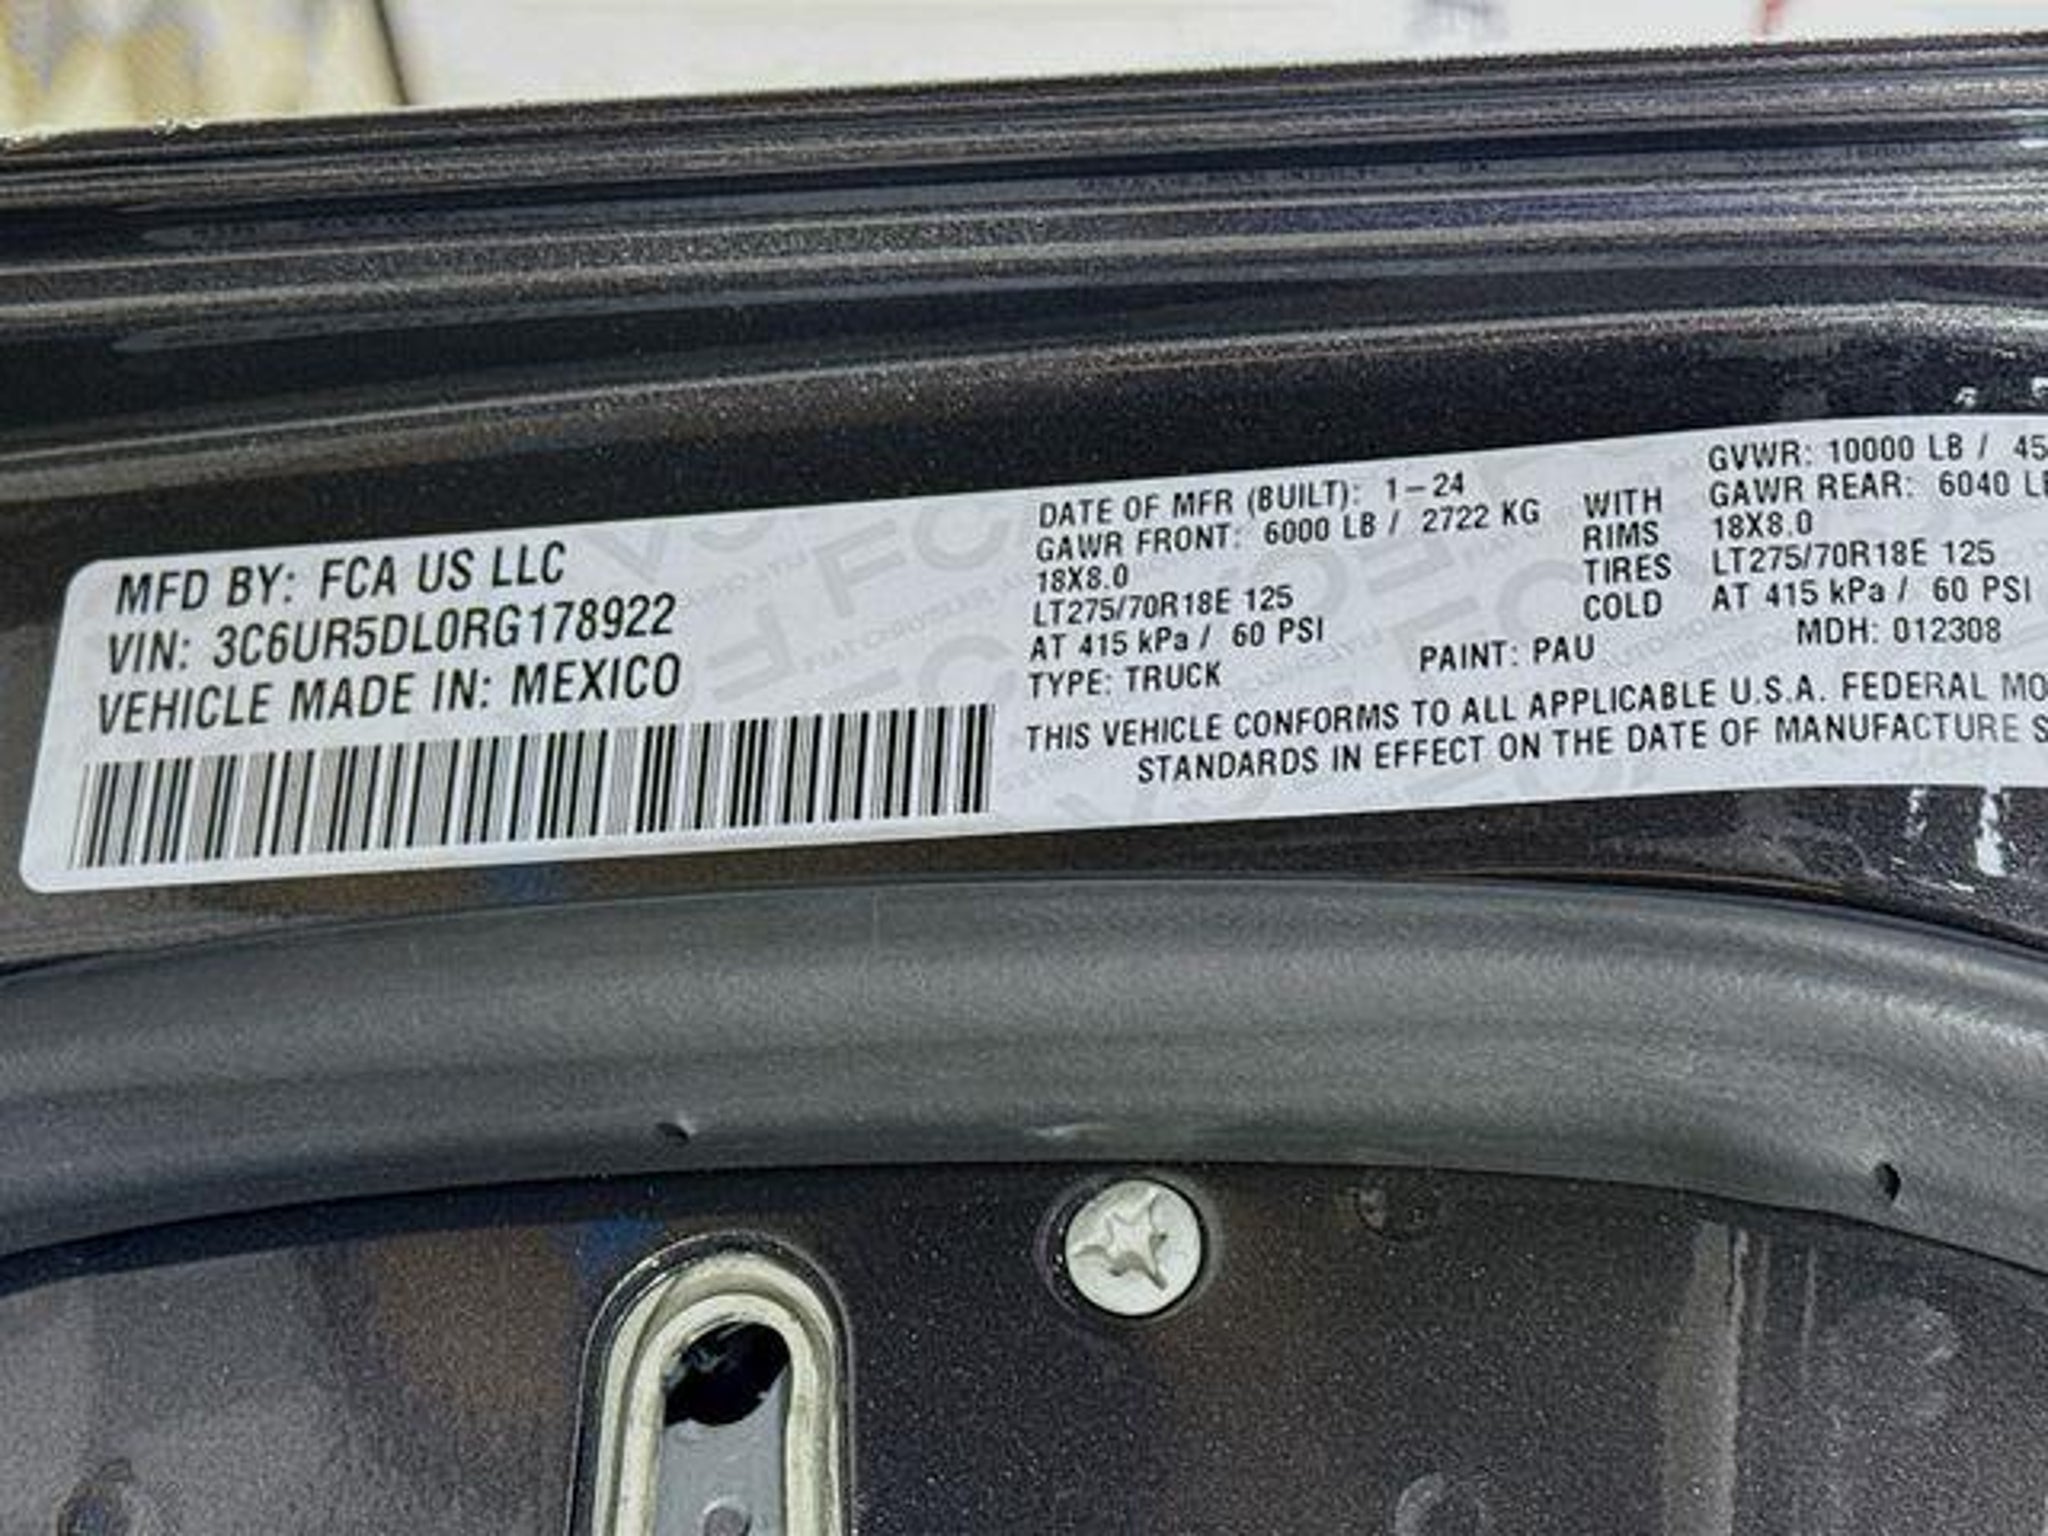 MFD BY: FCA US LLC
VIN: 3C6UR5DL0RG178922
VEHICLE MADE IN: MEXICO
DATE OF MFR (BUILT): 1-24
GAWR FRONT: 6000 LB / 2722 KG
18X8.0
LT275/70R18E 125
AT 415 kPa / 60 PSI
TYPE: TRUCK
WITH
RIMS
TIRES
COLD
PAINT: PAU
GVWR: 10000 LB / 45
GAWR REAR: 6040 LB
18X8.0
LT275/70R18E 125
AT 415 kPa / 60 PSI
MDH: 012308
THIS VEHICLE CONFORMS TO ALL APPLICABLE U.S.A. FEDERAL MO
STANDARDS IN EFFECT ON THE DATE OF MANUFACTURE S